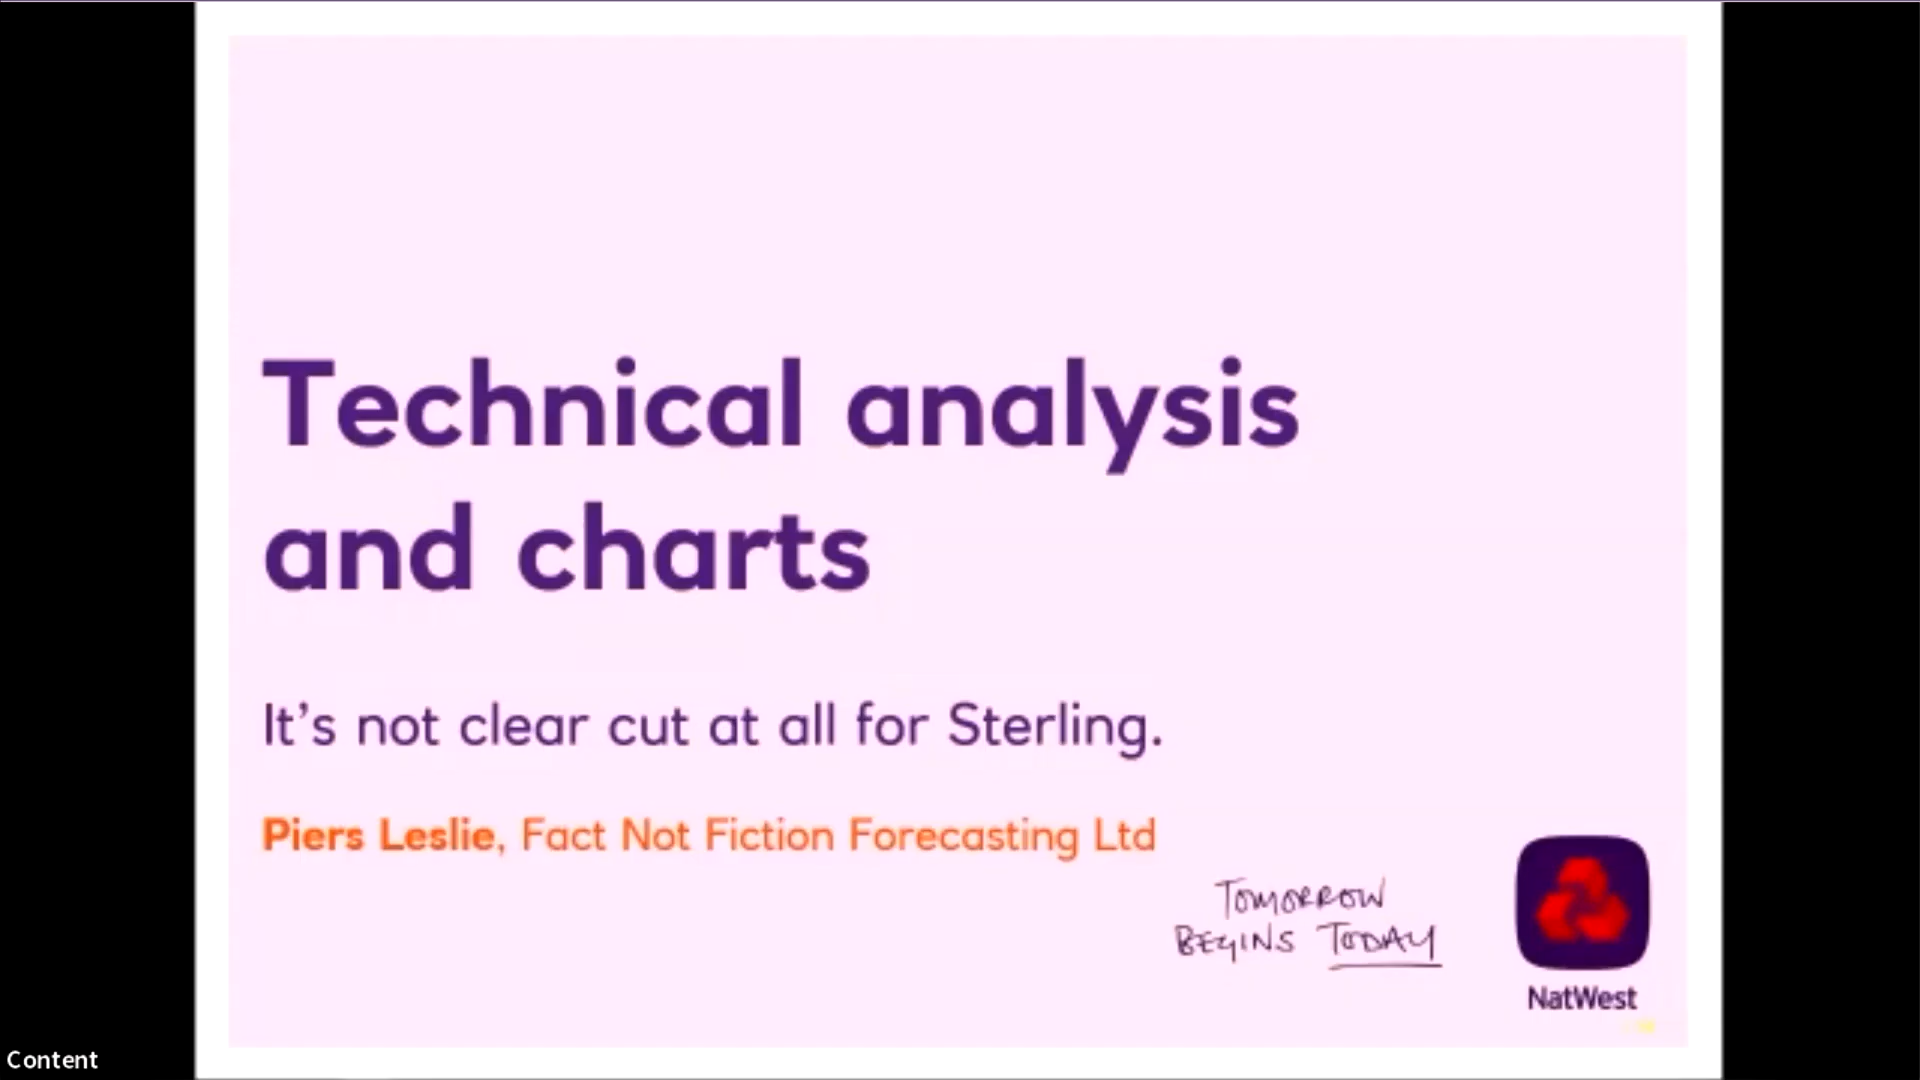 Technical analysis
and charts
It's not clear cut at all for Sterling.
Piers Leslie, Fact Not Fiction Forecasting Ltd
TOMORROW
BEGINS TODAY
NatWest
Content